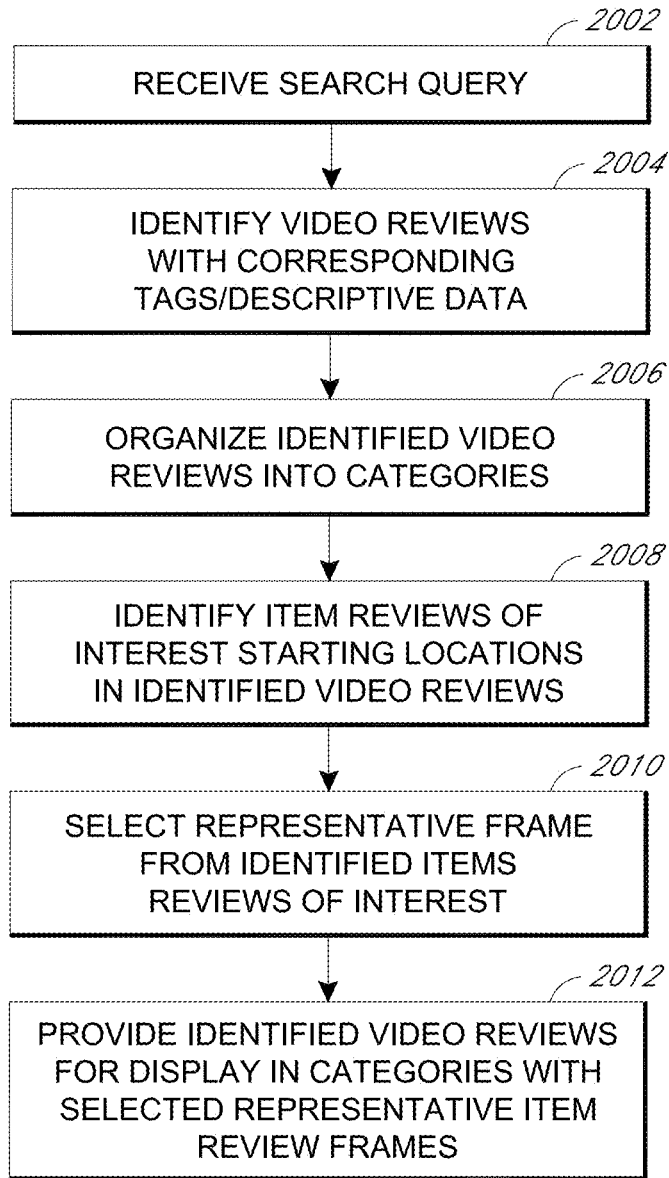 2002
RECEIVE SEARCH QUERY
2004
IDENTIFY VIDEO REVIEWS
WITH CORRESPONDING
TAGS/DESCRIPTIVE DATA
2006
ORGANIZE IDENTIFIED VIDEO
REVIEWS INTO CATEGORIES
2008
IDENTIFY ITEM REVIEWS OF
INTEREST STARTING LOCATIONS
IN IDENTIFIED VIDEO REVIEWS
2010
SELECT REPRESENTATIVE FRAME
FROM IDENTIFIED ITEMS
REVIEWS OF INTEREST
2012
PROVIDE IDENTIFIED VIDEO REVIEWS
FOR DISPLAY IN CATEGORIES WITH
SELECTED REPRESENTATIVE ITEM
REVIEW FRAMES